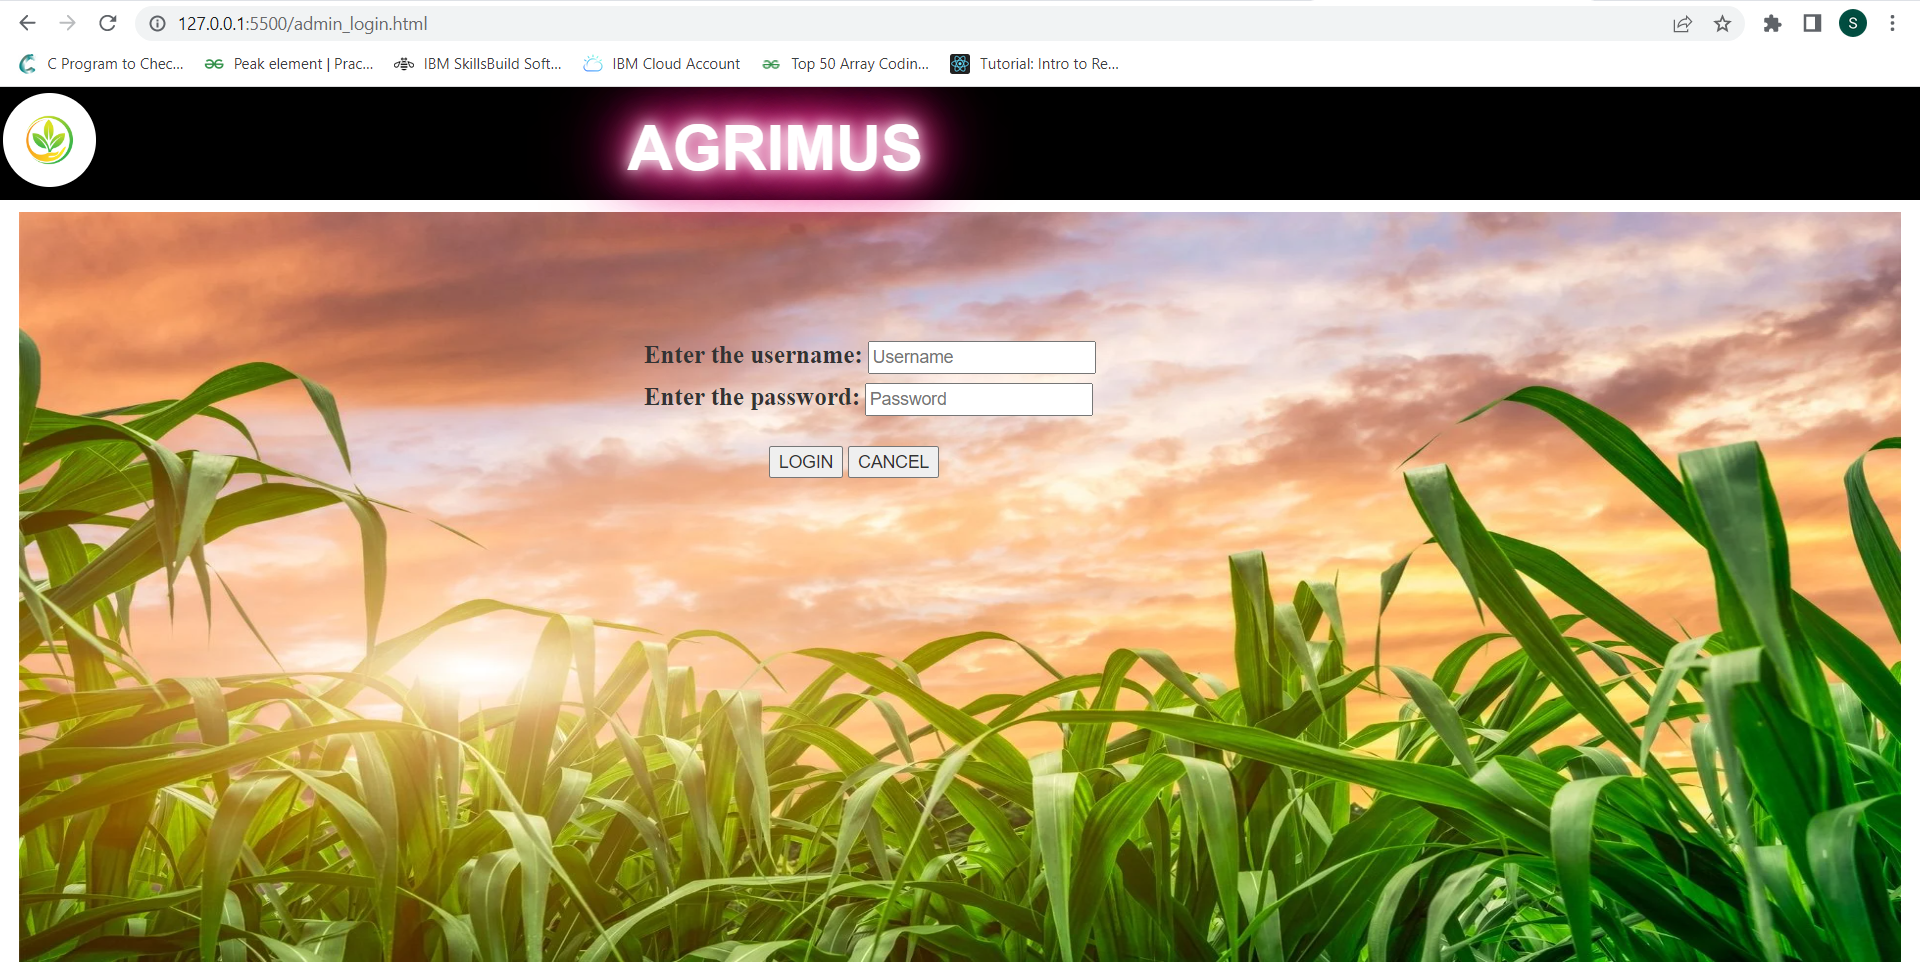 127.0.0.1:5500/admin_login.html
S
C Program to Chec... Peak element | Prac... IBM SkillsBuild Soft... IBM Cloud Account Top 50 Array Codin... Tutorial: Intro to Re...
AGRIMUS
Enter the username: Username
Enter the password: Password
LOGIN CANCEL